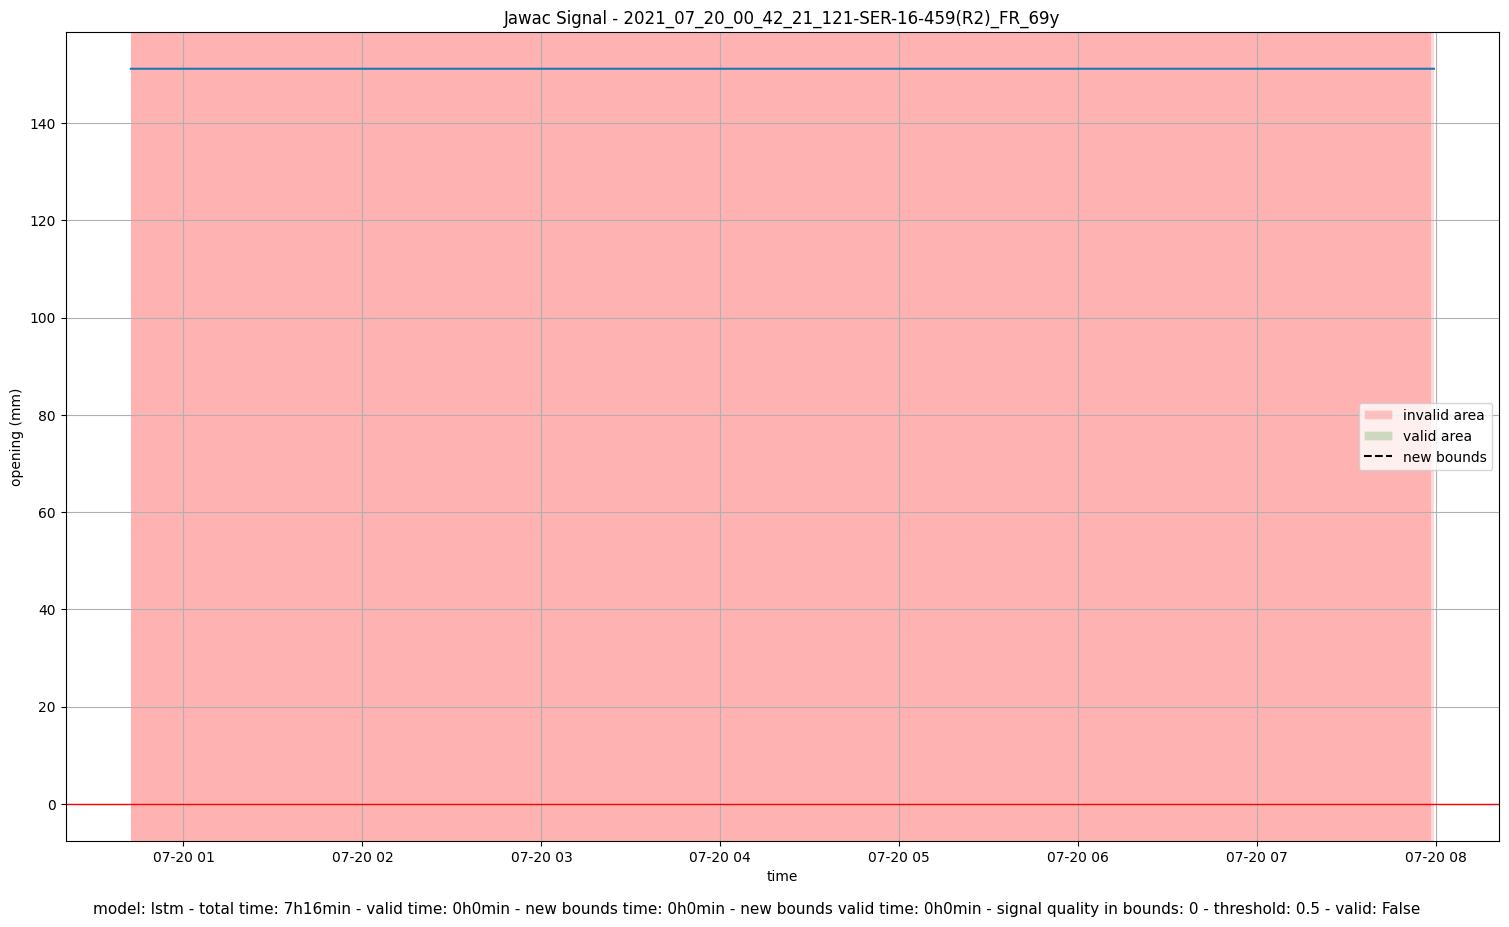 Jawac Signal - 2021_07_20_00_42_21_121-SER-16-459(R2)_FR_69y
opening (mm)
140
120
100
80
60
40
20
0
invalid area
valid area
new bounds
07-20 01 07-20 02 07-20 03 07-20 04 07-20 05 07-20 06 07-20 07 07-20 08
time
model: lstm - total time: 7h16min - valid time: 0h0min - new bounds time: 0h0min - new bounds valid time: 0h0min - signal quality in bounds: 0 - threshold: 0.5 - valid: False